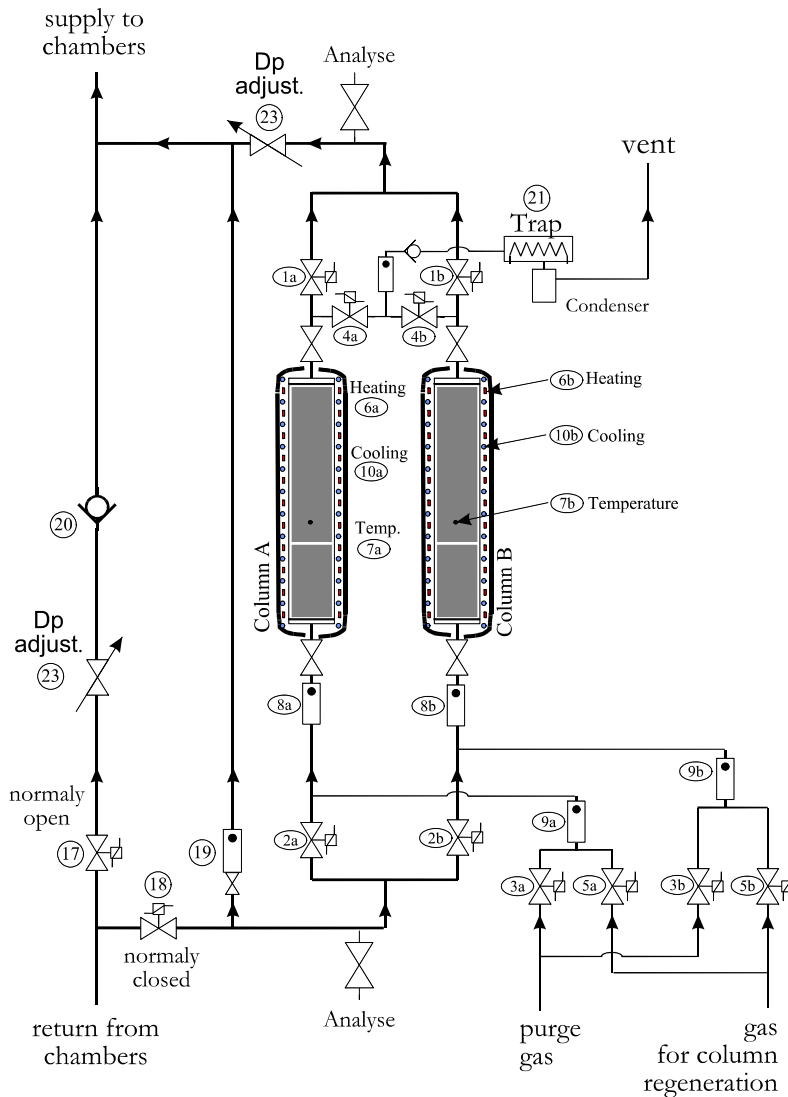 supply to
chambers
Dp
adjust.
23
Analyse
vent
21
Trap
Condenser
1a
1b
4a
4b
Heating
6a
Cooling
10a
Temp.
7a
Column A
Column B
6b Heating
10b Cooling
7b Temperature
20
Dp
adjust.
23
8a
8b
9b
9a
normaly
open
17
19
2a
2b
18
normaly
closed
3a
5a
3b
5b
return from
chambers
Analyse
purge
gas
gas
for column
regeneration